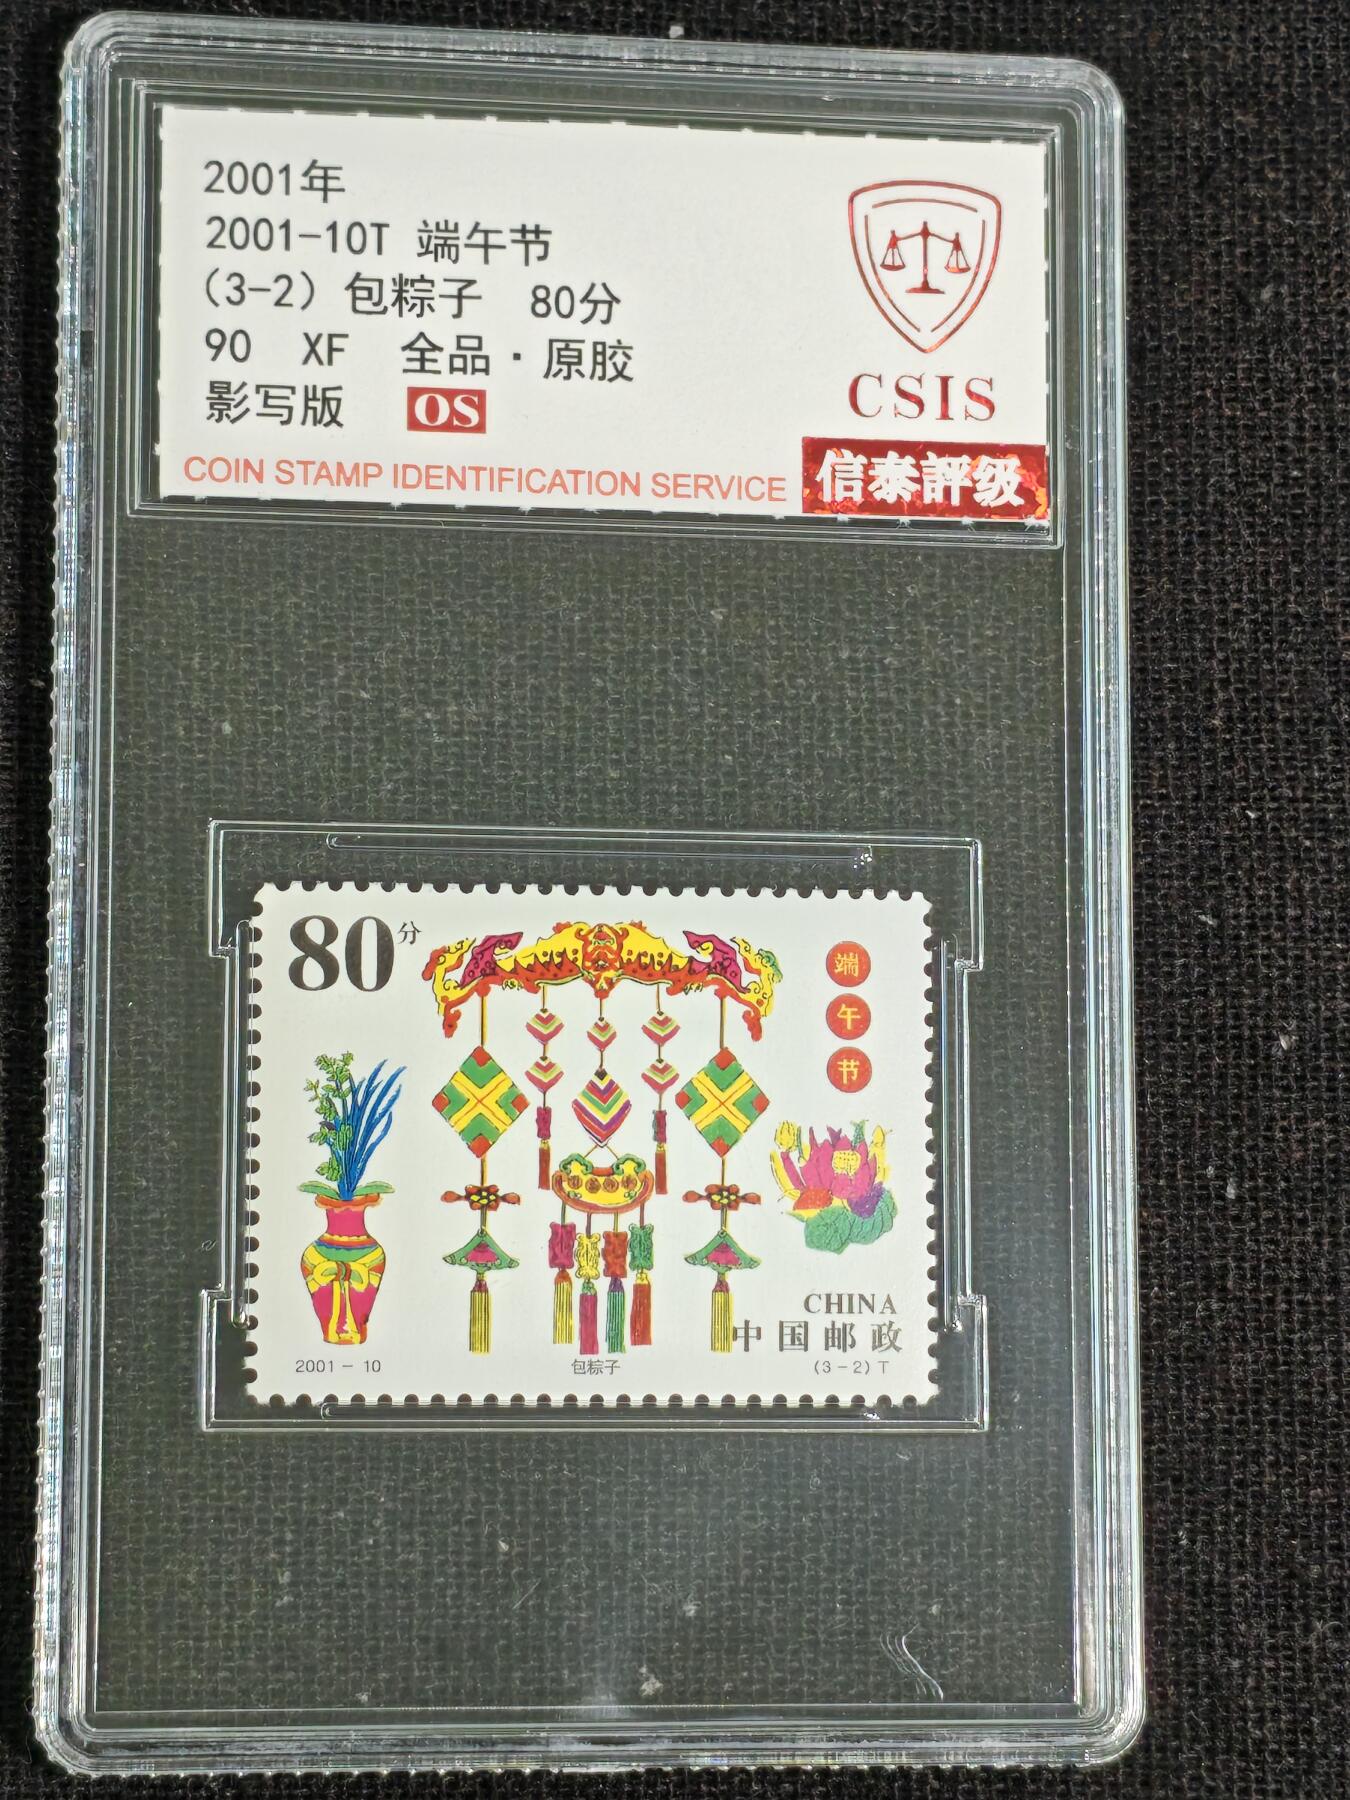 2001年
2001-10T 端午节
(3-2) 包粽子 80分
90 XF 全品·原胶
影写版 OS
CSIS
COIN STAMP IDENTIFICATION SERVICE
信泰評级
80分
端
午
节
CHINA
中国邮政
2001-10 包粽子 (3-2)T